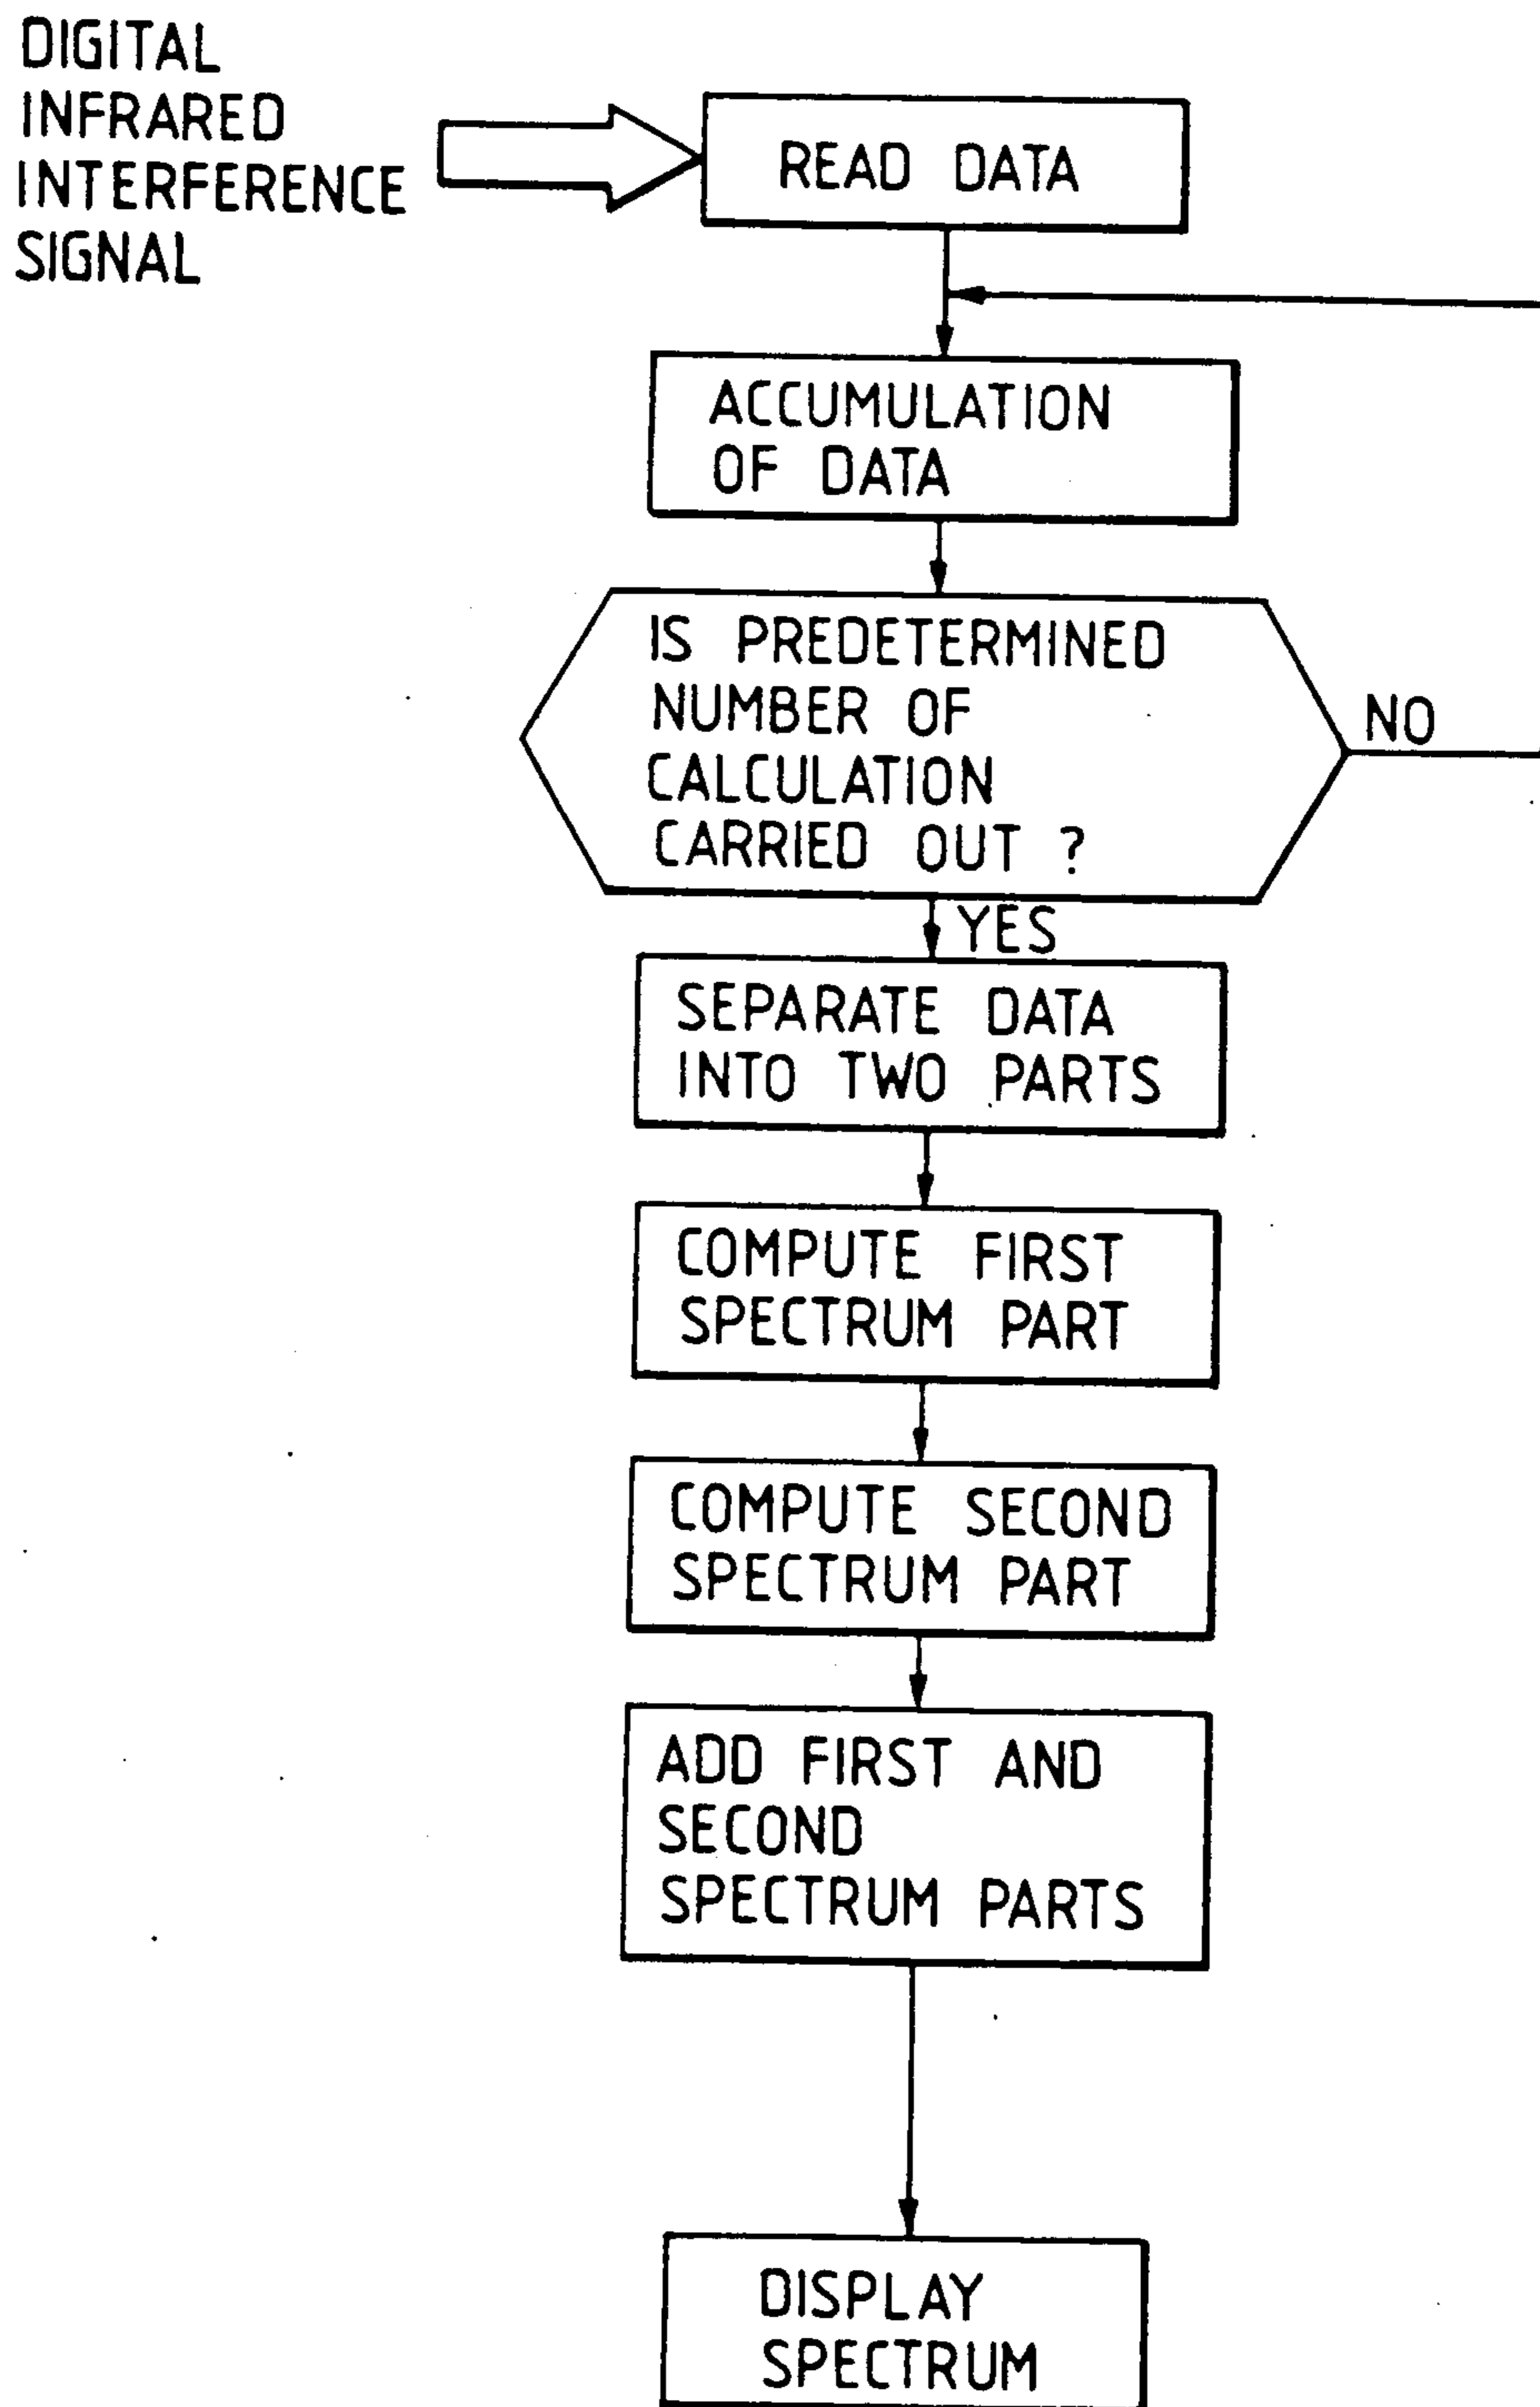 DIGITAL
INFRARED
INTERFERENCE
SIGNAL
READ DATA
ACCUMULATION
OF DATA
IS PREDETERMINED
NUMBER OF
CALCULATION
CARRIED OUT ?
NO
YES
SEPARATE DATA
INTO TWO PARTS
COMPUTE FIRST
SPECTRUM PART
COMPUTE SECOND
SPECTRUM PART
ADD FIRST AND
SECOND
SPECTRUM PARTS
DISPLAY
SPECTRUM